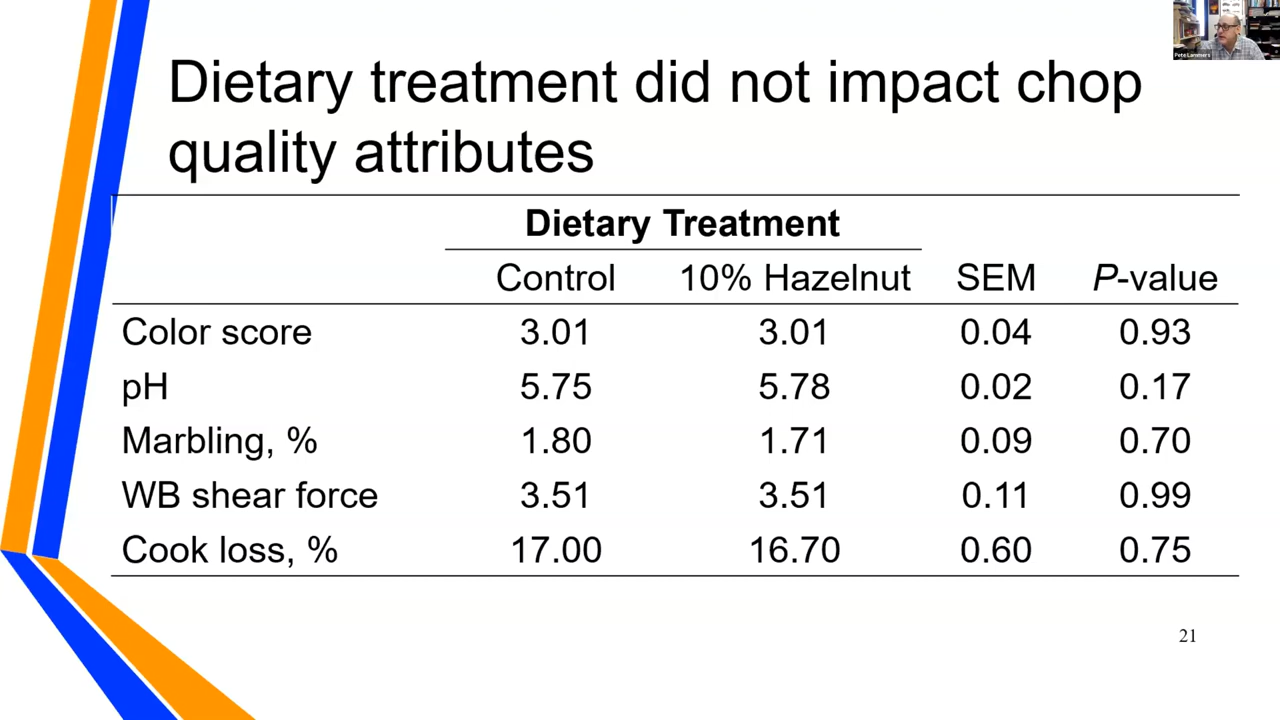 Pete Lammers
Dietary treatment did not impact chop
quality attributes
Dietary Treatment
Control 10% Hazelnut SEM P-value
Color score 3.01 3.01 0.04 0.93
pH 5.75 5.78 0.02 0.17
Marbling, % 1.80 1.71 0.09 0.70
WB shear force 3.51 3.51 0.11 0.99
Cook loss, % 17.00 16.70 0.60 0.75
21